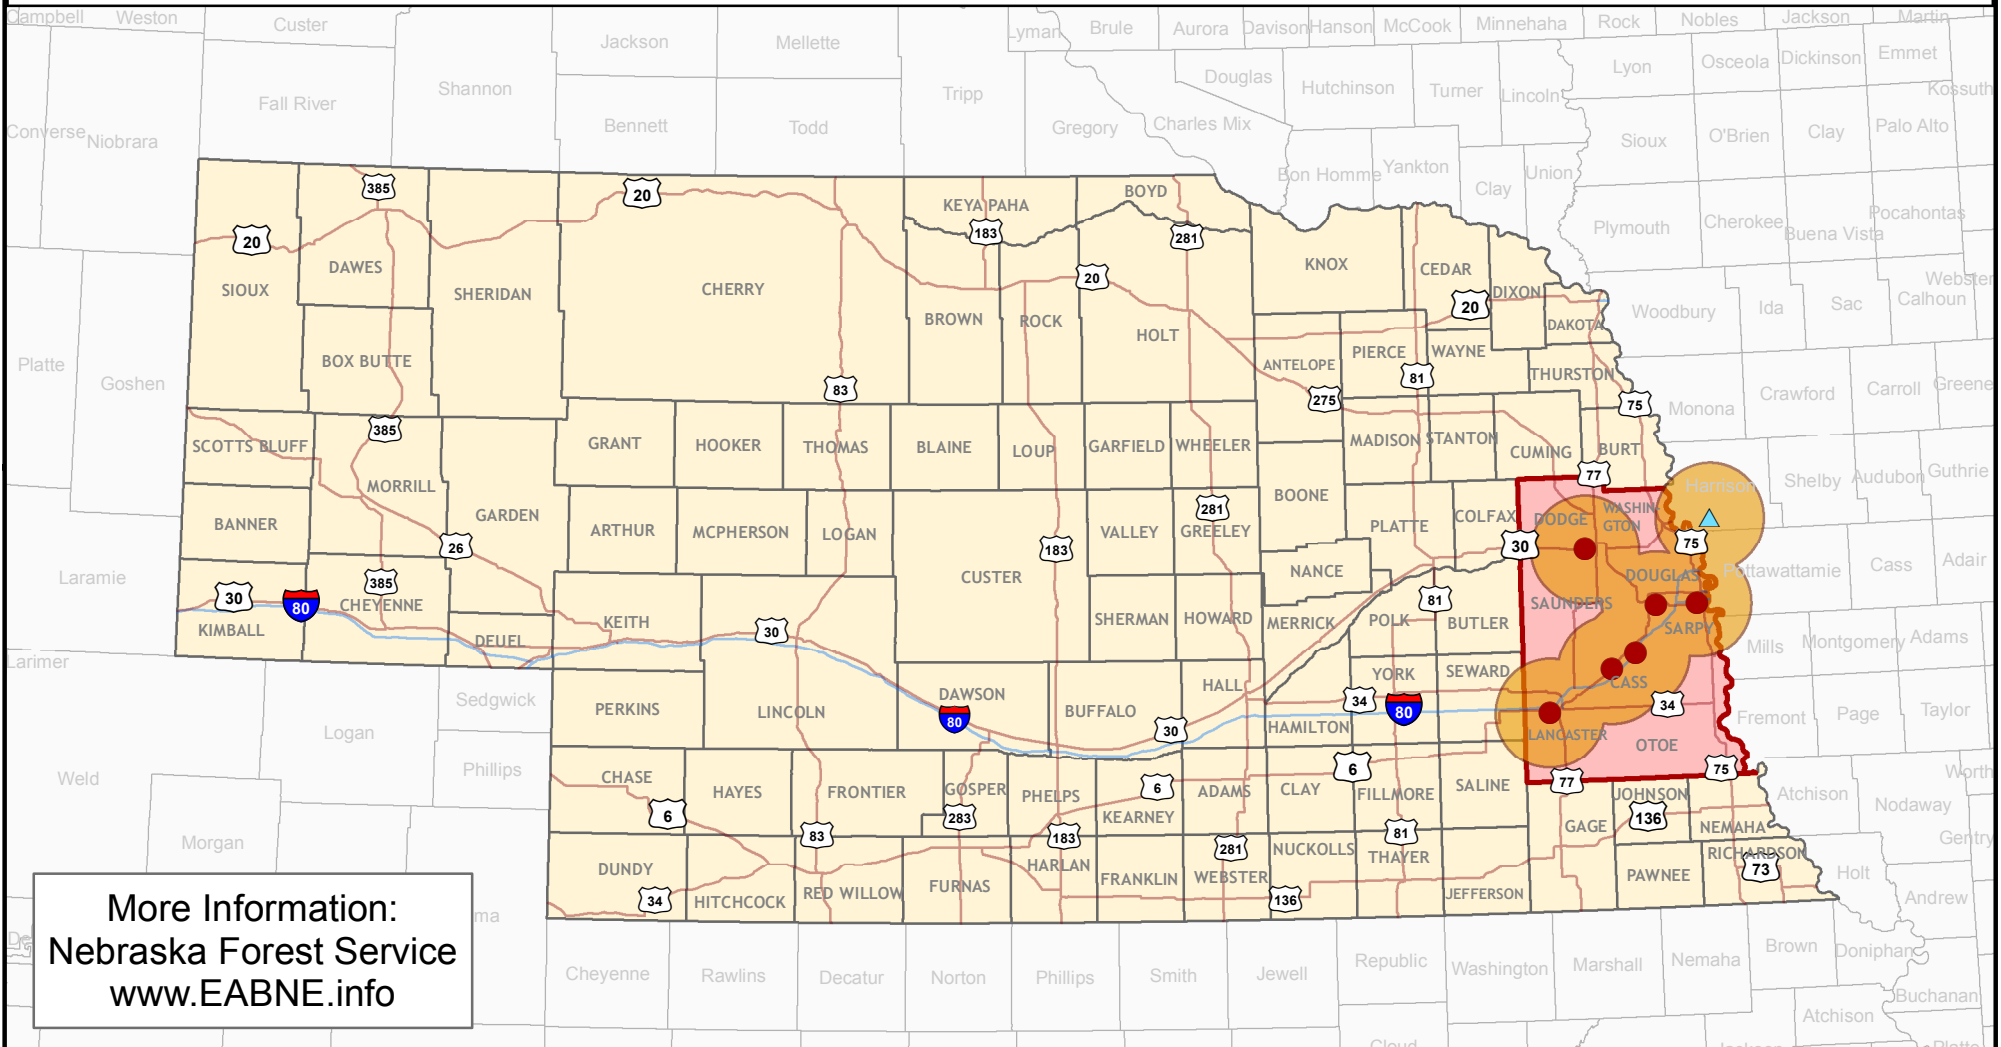 Campbell
Weston
Custer
Jackson
Mellette
Lyman
Brule
Aurora
Davison
Hanson
McCook
Minnehaha
Rock
Nobles
Jackson
Martin
Fall River
Shannon
Bennett
Todd
Tripp
Gregory
Douglas
Charles Mix
Hutchinson
Turner
Lincoln
Lyon
Osceola
Dickinson
Emmet
Kossuth
Converse
Niobrara
Bon Homme
Yankton
Clay
Union
Sioux
O'Brien
Clay
Palo Alto
Plymouth
Cherokee
Buena Vista
Pocahontas
Woodbury
Ida
Sac
Calhoun
Webster
Platte
Goshen
Monona
Crawford
Carroll
Greene
Harrison
Shelby
Audubon
Guthrie
Laramie
Pottawattamie
Cass
Adair
Larimer
Mills
Montgomery
Adams
Sedgwick
Logan
Phillips
Weld
Morgan
Fremont
Page
Taylor
Atchison
Nodaway
Worth
Gentry
Holt
Andrew
ma
Cheyenne
Rawlins
Decatur
Norton
Phillips
Smith
Jewell
Republic
Washington
Marshall
Nemaha
Brown
Doniphan
Buchanan
Atchison
Cloud
Jackson
Platte
SIOUX
DAWES
BOX BUTTE
SHERIDAN
CHERRY
KEYA PAHA
BOYD
BROWN
ROCK
HOLT
KNOX
CEDAR
DIXON
DAKOTA
ANTELOPE
PIERCE
WAYNE
THURSTON
SCOTTS BLUFF
MORRILL
BANNER
GARDEN
KIMBALL
CHEYENNE
DEUEL
GRANT
HOOKER
THOMAS
BLAINE
LOUP
GARFIELD
WHEELER
MADISON
STANTON
CUMING
BURT
ARTHUR
MCPHERSON
LOGAN
CUSTER
VALLEY
GREELEY
BOONE
PLATTE
COLFAX
DODGE
WASHIN-
GTON
NANCE
DOUGLAS
KEITH
SHERMAN
HOWARD
MERRICK
POLK
BUTLER
SAUNDERS
SARPY
PERKINS
LINCOLN
DAWSON
BUFFALO
HALL
HAMILTON
YORK
SEWARD
LANCASTER
CASS
OTOE
CHASE
HAYES
FRONTIER
GOSPER
PHELPS
KEARNEY
ADAMS
CLAY
FILLMORE
SALINE
GAGE
JOHNSON
NEMAHA
DUNDY
HITCHCOCK
RED WILLOW
FURNAS
HARLAN
FRANKLIN
WEBSTER
NUCKOLLS
THAYER
JEFFERSON
PAWNEE
RICHARDSON
385
20
20
183
281
20
20
83
275
81
75
385
77
26
281
183
30
75
30
80
385
30
81
80
30
34
80
34
6
83
283
183
6
281
6
81
77
75
136
34
136
73
More Information:
Nebraska Forest Service
www.EABNE.info